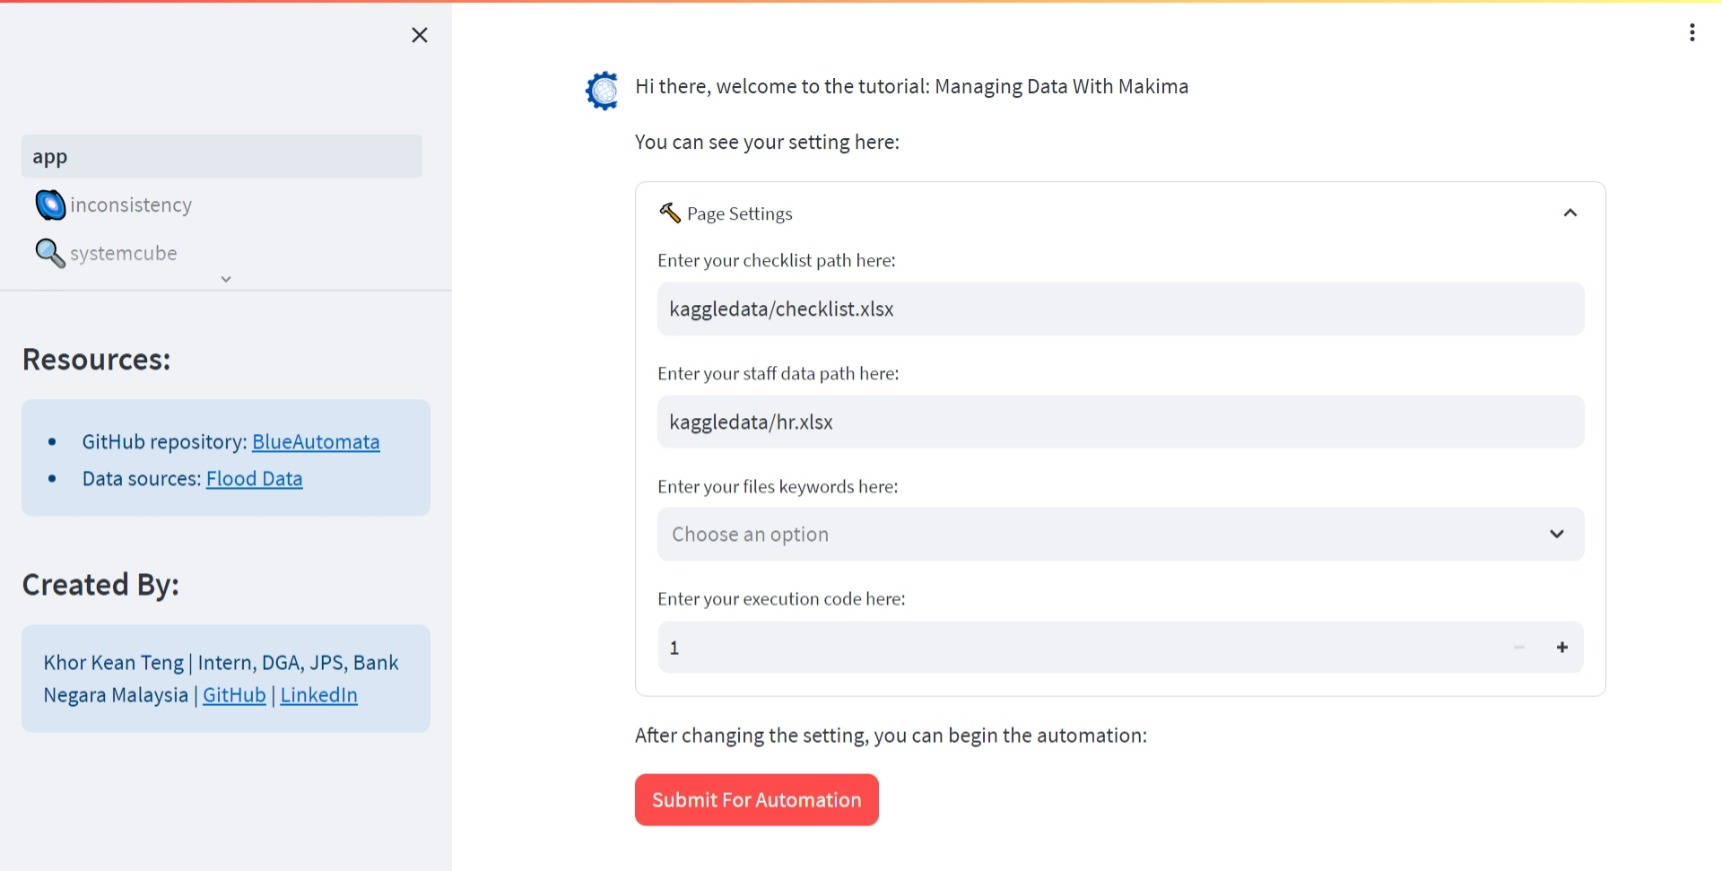 app
inconsistency
systemcube
Resources:
GitHub repository: BlueAutomata
Data sources: Flood Data
Created By:
Khor Kean Teng | Intern, DGA, JPS, Bank
Negara Malaysia | GitHub | LinkedIn
Hi there, welcome to the tutorial: Managing Data With Makima
You can see your setting here:
Page Settings
Enter your checklist path here:
kaggledata/checklist.xlsx
Enter your staff data path here:
kaggledata/hr.xlsx
Enter your files keywords here:
Choose an option
Enter your execution code here:
1
After changing the setting, you can begin the automation:
Submit For Automation